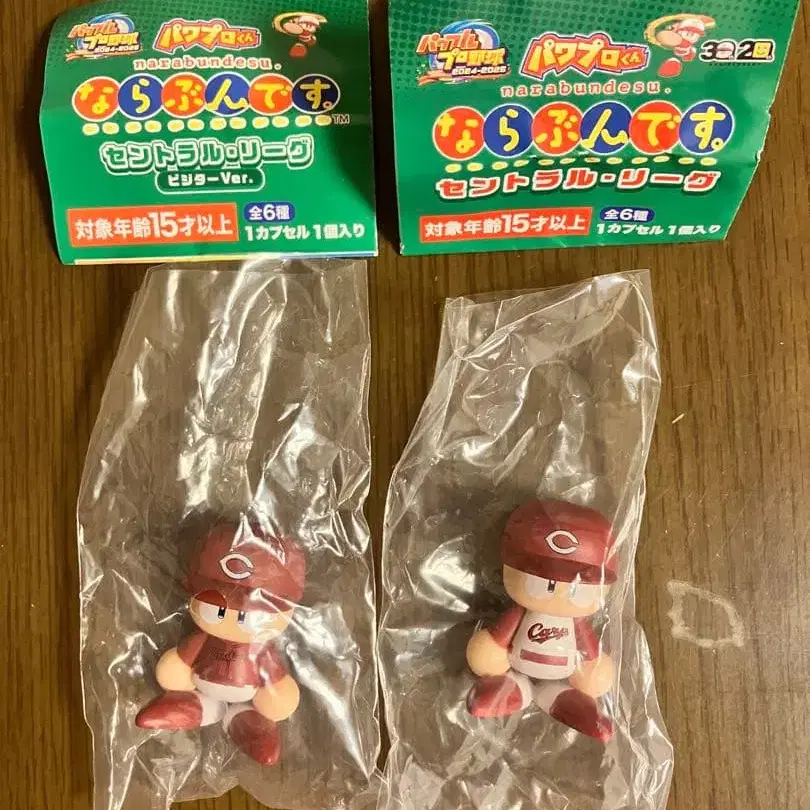 パワフル
プロ野球
2024-2025
パワプロくん
narabundesu.
ならぶんです。
TM
セントラル・リーグ
ビジターVer.
対象年齢15才以上
全6種
1カプセル1個入り
パワフル
プロ野球
2024-2025
パワプロくん
narabundesu.
ならぶんです。
セントラル・リーグ
対象年齢15才以上
全6種
1カプセル1個入り
C
C
Carp